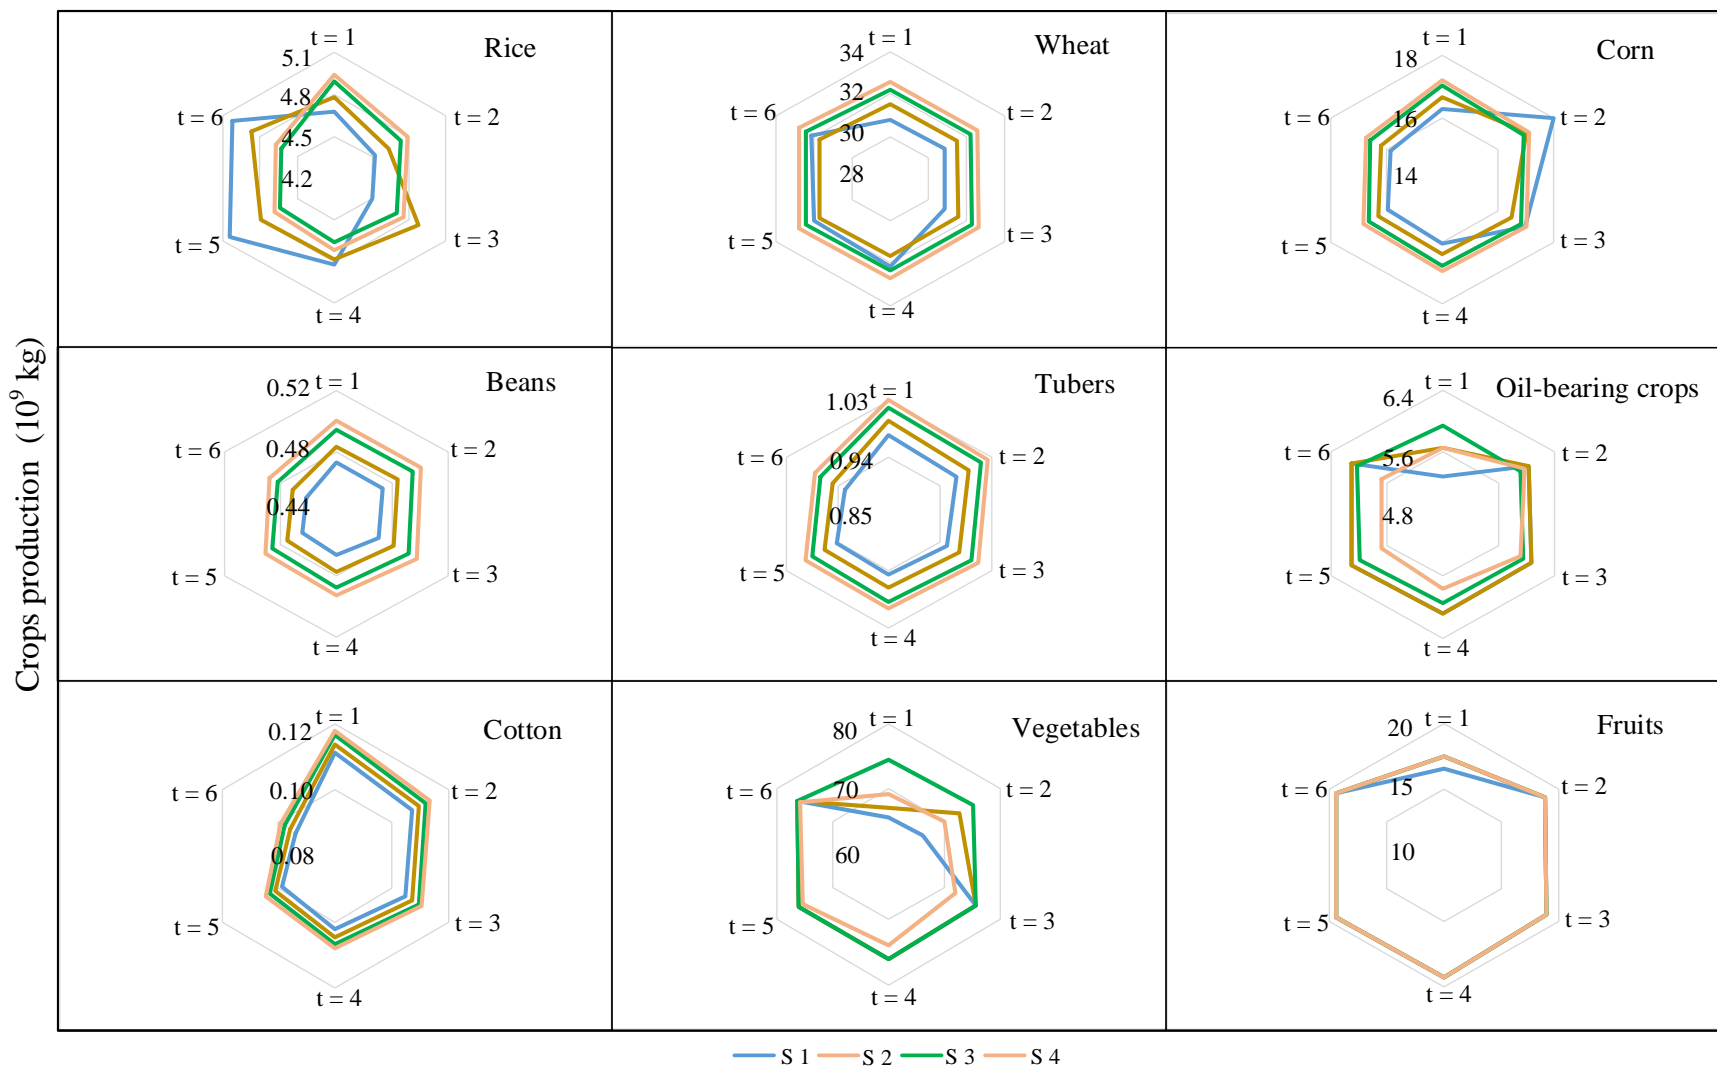 Crops production (10⁹ kg)
Rice
t = 1
5.1
4.8
4.5
4.2
t = 2
t = 3
t = 4
t = 5
t = 6
Wheat
t = 1
34
32
30
28
t = 2
t = 3
t = 4
t = 5
t = 6
Corn
t = 1
18
16
14
t = 2
t = 3
t = 4
t = 5
t = 6
Beans
t = 1
0.52
0.48
0.44
t = 2
t = 3
t = 4
t = 5
t = 6
Tubers
t = 1
1.03
0.94
0.85
t = 2
t = 3
t = 4
t = 5
t = 6
Oil-bearing crops
t = 1
6.4
5.6
4.8
t = 2
t = 3
t = 4
t = 5
t = 6
Cotton
t = 1
0.12
0.10
0.08
t = 2
t = 3
t = 4
t = 5
t = 6
Vegetables
t = 1
80
70
60
t = 2
t = 3
t = 4
t = 5
t = 6
Fruits
t = 1
20
15
10
t = 2
t = 3
t = 4
t = 5
t = 6
S 1 S 2 S 3 S 4